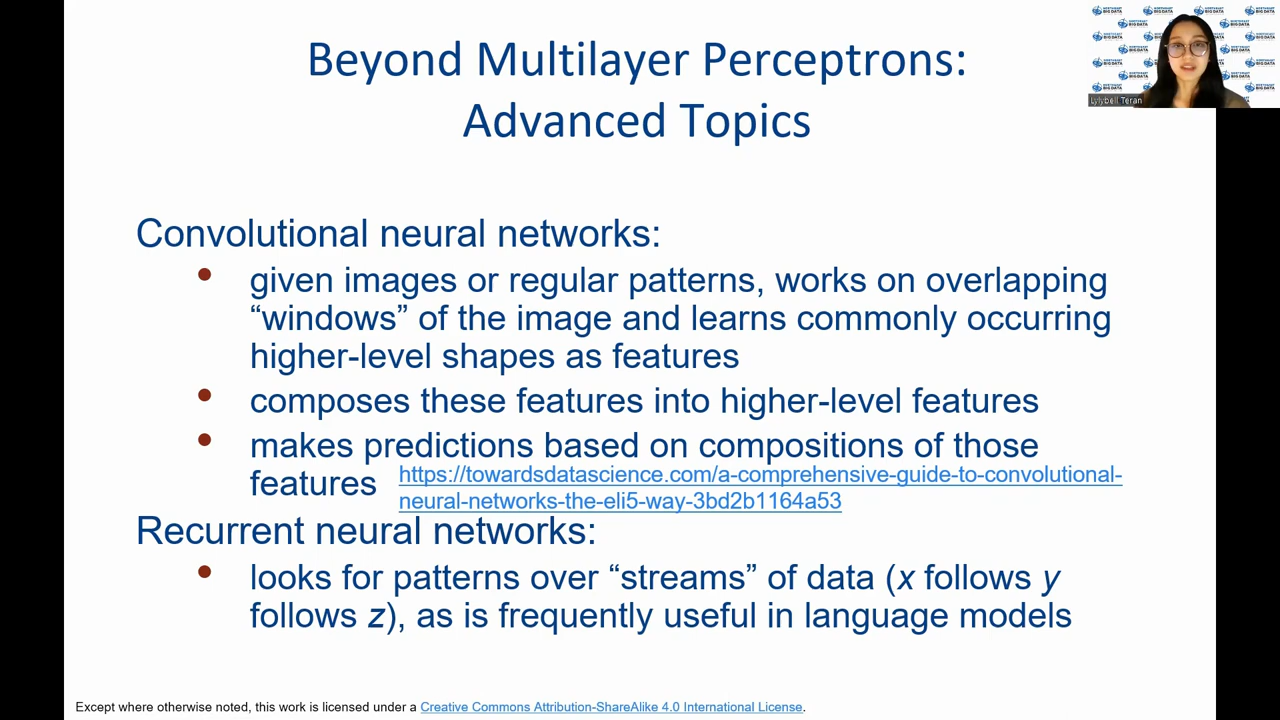 Beyond Multilayer Perceptrons:
Advanced Topics
Lylybell Teran
Convolutional neural networks:
given images or regular patterns, works on overlapping
“windows” of the image and learns commonly occurring
higher-level shapes as features
composes these features into higher-level features
makes predictions based on compositions of those
features
https://towardsdatascience.com/a-comprehensive-guide-to-convolutional-
neural-networks-the-eli5-way-3bd2b1164a53
Recurrent neural networks:
looks for patterns over “streams” of data (x follows y
follows z), as is frequently useful in language models
Except where otherwise noted, this work is licensed under a Creative Commons Attribution-ShareAlike 4.0 International License.